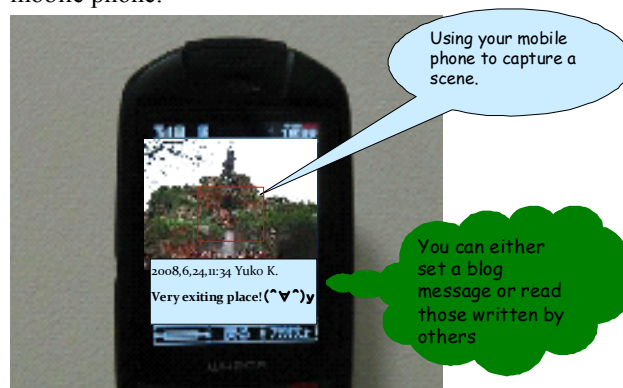 mobile phone.
Using your mobile
phone to capture a
scene.
2008,6,24,11:34 Yuko K.
Very exiting place!(^∀^)y
You can either
set a blog
message or read
those written by
others